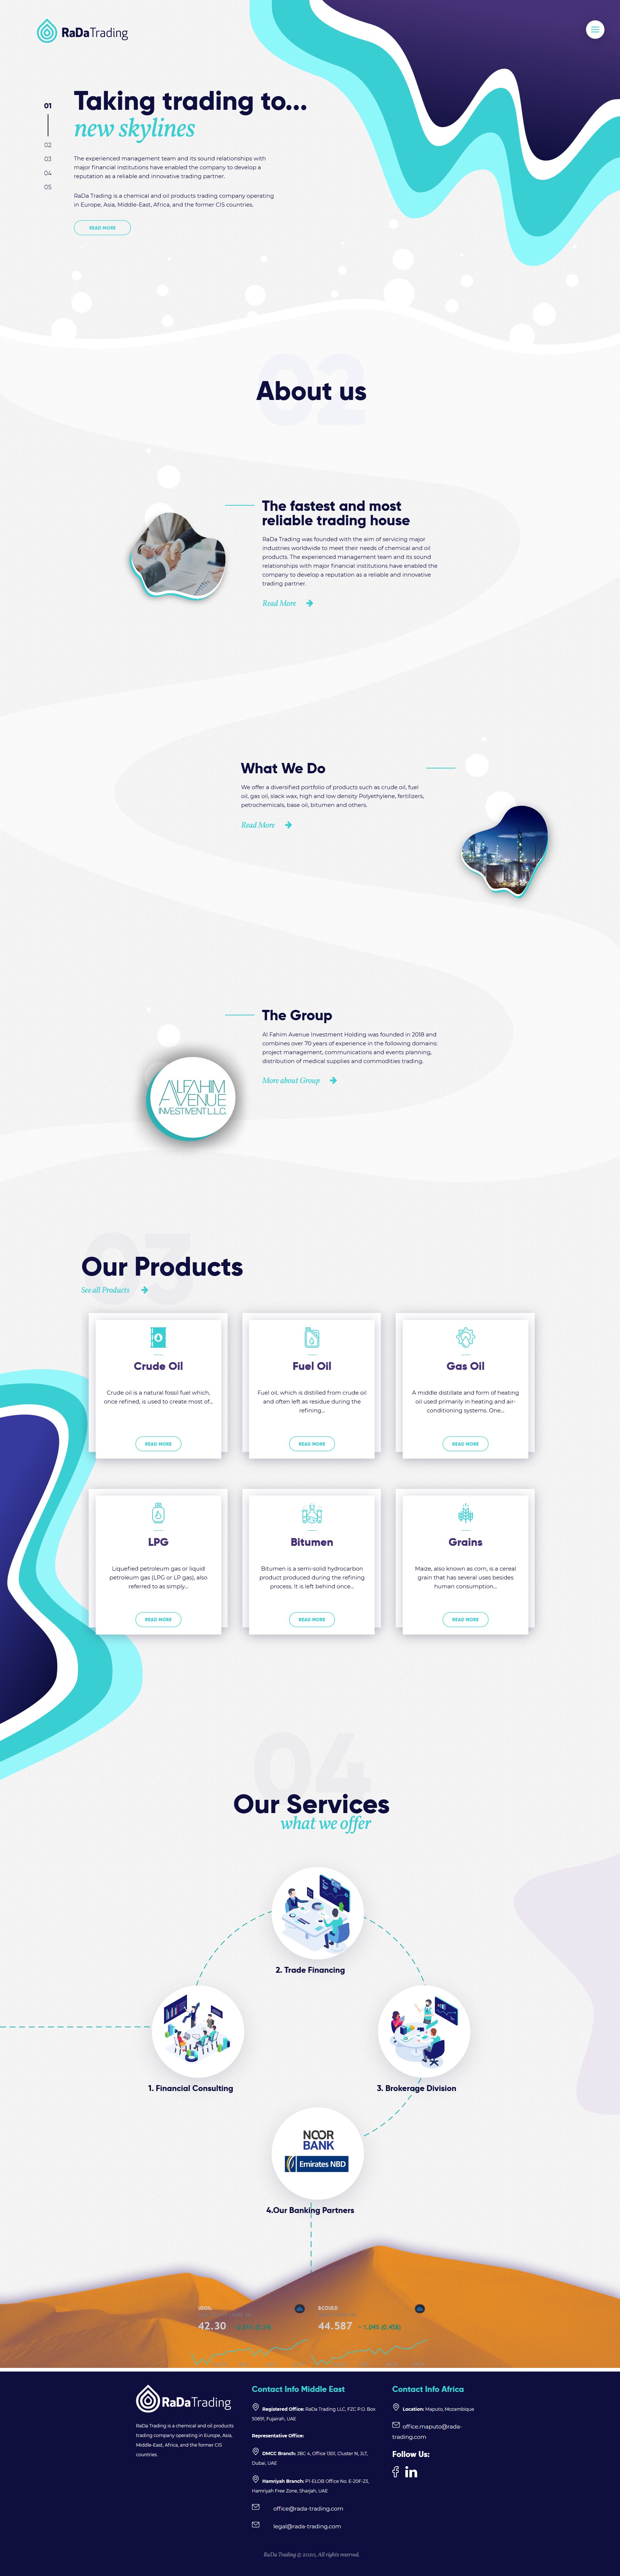 RaDa Trading
Taking trading to...
new skylines
01
02
03
04
05
The experienced management team and its sound relationships with
major financial institutions have enabled the company to develop a
reputation as a reliable and innovative trading partner.
RaDa Trading is a chemical and oil products trading company operating
in Europe, Asia, Middle-East, Africa, and the former CIS countries.
READ MORE
02
About us
The fastest and most
reliable trading house
RaDa Trading was founded with the aim of servicing major
industries worldwide to meet their needs of chemical and oil
products. The experienced management team and its sound
relationships with major financial institutions have enabled the
company to develop a reputation as a reliable and innovative
trading partner.
Read More
What We Do
We offer a diversified portfolio of products such as crude oil, fuel
oil, gas oil, slack wax, high and low density Polyethylene, fertilizers,
petrochemicals, base oil, bitumen and others.
Read More
The Group
Al Fahim Avenue Investment Holding was founded in 2018 and
combines over 70 years of experience in the following domains:
project management, communications and events planning,
distribution of medical supplies and commodities trading.
More about Group
ALFAHIM
AVENUE
INVESTMENT L.L.C.
03
Our Products
See all Products
Crude Oil
Crude oil is a natural fossil fuel which,
once refined, is used to create most of...
READ MORE
Fuel Oil
Fuel oil, which is distilled from crude oil
and often left as residue during the
refining...
READ MORE
Gas Oil
A middle distillate and form of heating
oil used primarily in heating and air-
conditioning systems. One...
READ MORE
LPG
Liquefied petroleum gas or liquid
petroleum gas (LPG or LP gas), also
referred to as simply...
READ MORE
Bitumen
Bitumen is a semi-solid hydrocarbon
product produced during the refining
process. It is left behind once...
READ MORE
Grains
Maize, also known as corn, is a cereal
grain that has several uses besides
human consumption...
READ MORE
04
Our Services
what we offer
2. Trade Financing
1. Financial Consulting
3. Brokerage Division
NOOR
BANK
Emirates NBD
4.Our Banking Partners
USOIL
42.30
BCOUSD
44.587
- 1.045 (0.458)
RaDa Trading
RaDa Trading is a chemical and oil products
trading company operating in Europe, Asia,
Middle-East, Africa, and the former CIS
countries.
Contact Info Middle East
Registered Office: RaDa Trading LLC, FZC P.O. Box
50691, Fujairah, UAE
Representative Office:
DMCC Branch: JBC 4, Office 1301, Cluster N, JLT,
Dubai, UAE
Hamriyah Branch: P1-ELOB Office No. E-20F-23,
Hamriyah Free Zone, Sharjah, UAE
office@rada-trading.com
legal@rada-trading.com
Contact Info Africa
Location: Maputo, Mozambique
office.maputo@rada-
trading.com
Follow Us:
RaDa Trading © 2020, All rights reserved.